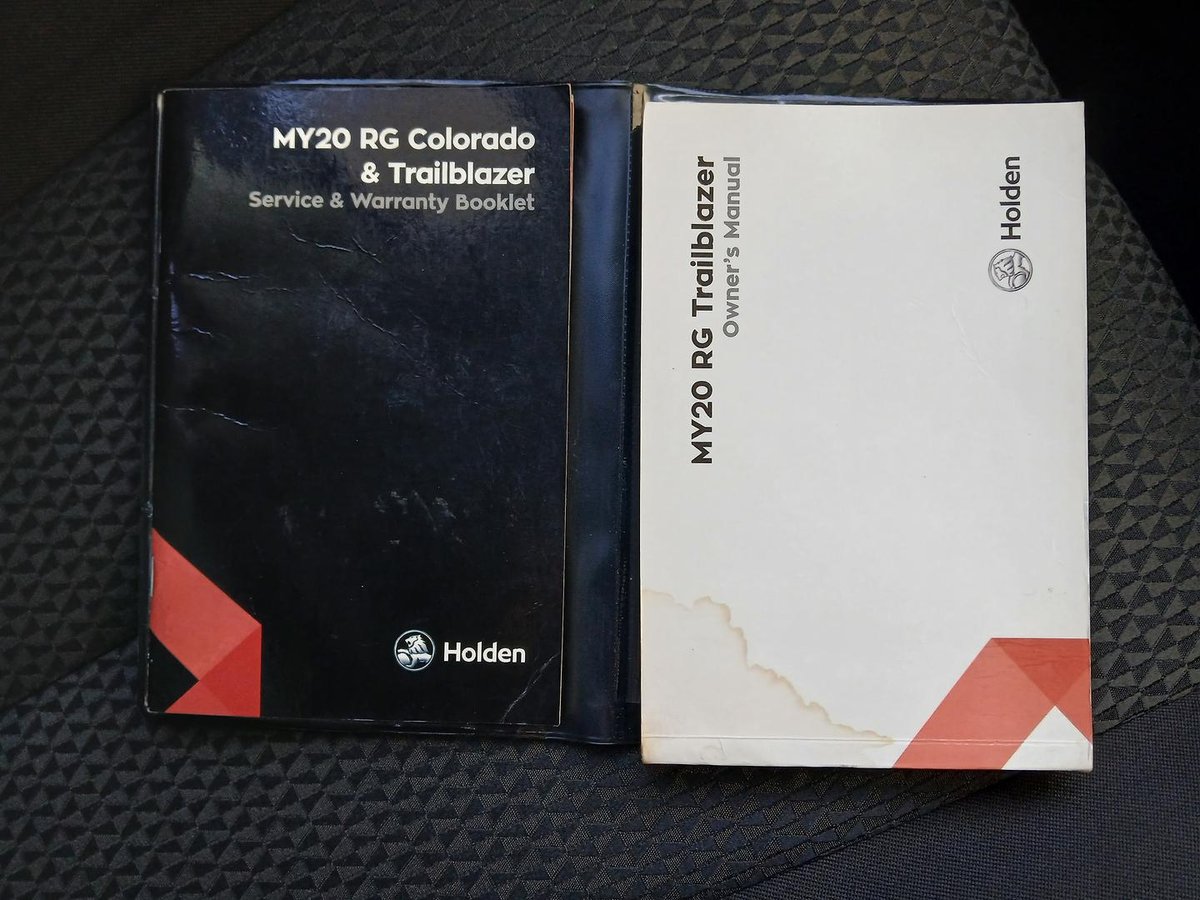 MY20 RG Colorado
& Trailblazer
Service & Warranty Booklet
Holden
MY20 RG Trailblazer
Owner's Manual
Holden